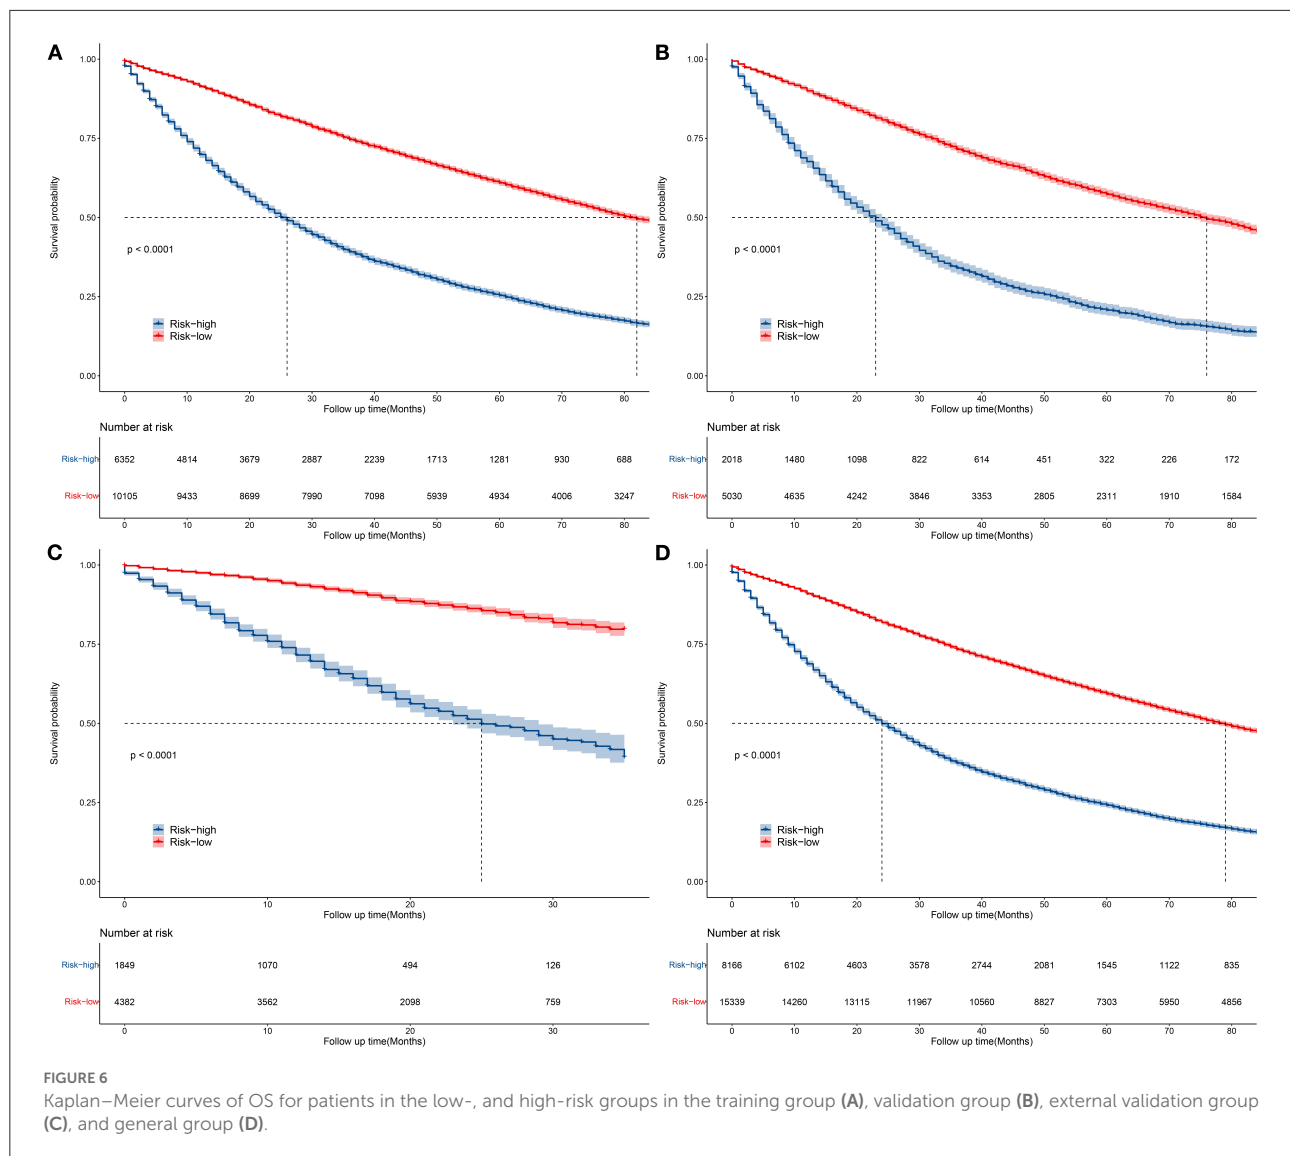 A
Survival probability
1.00
0.75
0.50
0.25
0.00
p < 0.0001
Risk−high
Risk−low
0 10 20 30 40 50 60 70 80
Follow up time(Months)
Number at risk
Risk−high 6352 4814 3679 2887 2239 1713 1281 930 688
Risk−low 10105 9433 8699 7990 7098 5939 4934 4006 3247
0 10 20 30 40 50 60 70 80
Follow up time(Months)
B
Survival probability
1.00
0.75
0.50
0.25
0.00
p < 0.0001
Risk−high
Risk−low
0 10 20 30 40 50 60 70 80
Follow up time(Months)
Number at risk
Risk−high 2018 1480 1098 822 614 451 322 226 172
Risk−low 5030 4635 4242 3846 3353 2805 2311 1910 1584
0 10 20 30 40 50 60 70 80
Follow up time(Months)
C
Survival probability
1.00
0.75
0.50
0.25
0.00
p < 0.0001
Risk−high
Risk−low
0 10 20 30
Follow up time(Months)
Number at risk
Risk−high 1849 1070 494 126
Risk−low 4382 3562 2098 759
0 10 20 30
Follow up time(Months)
D
Survival probability
1.00
0.75
0.50
0.25
0.00
p < 0.0001
Risk−high
Risk−low
0 10 20 30 40 50 60 70 80
Follow up time(Months)
Number at risk
Risk−high 8166 6102 4603 3578 2744 2081 1545 1122 835
Risk−low 15339 14260 13115 11967 10560 8827 7303 5950 4856
0 10 20 30 40 50 60 70 80
Follow up time(Months)
FIGURE 6
Kaplan–Meier curves of OS for patients in the low-, and high-risk groups in the training group (A), validation group (B), external validation group
(C), and general group (D).